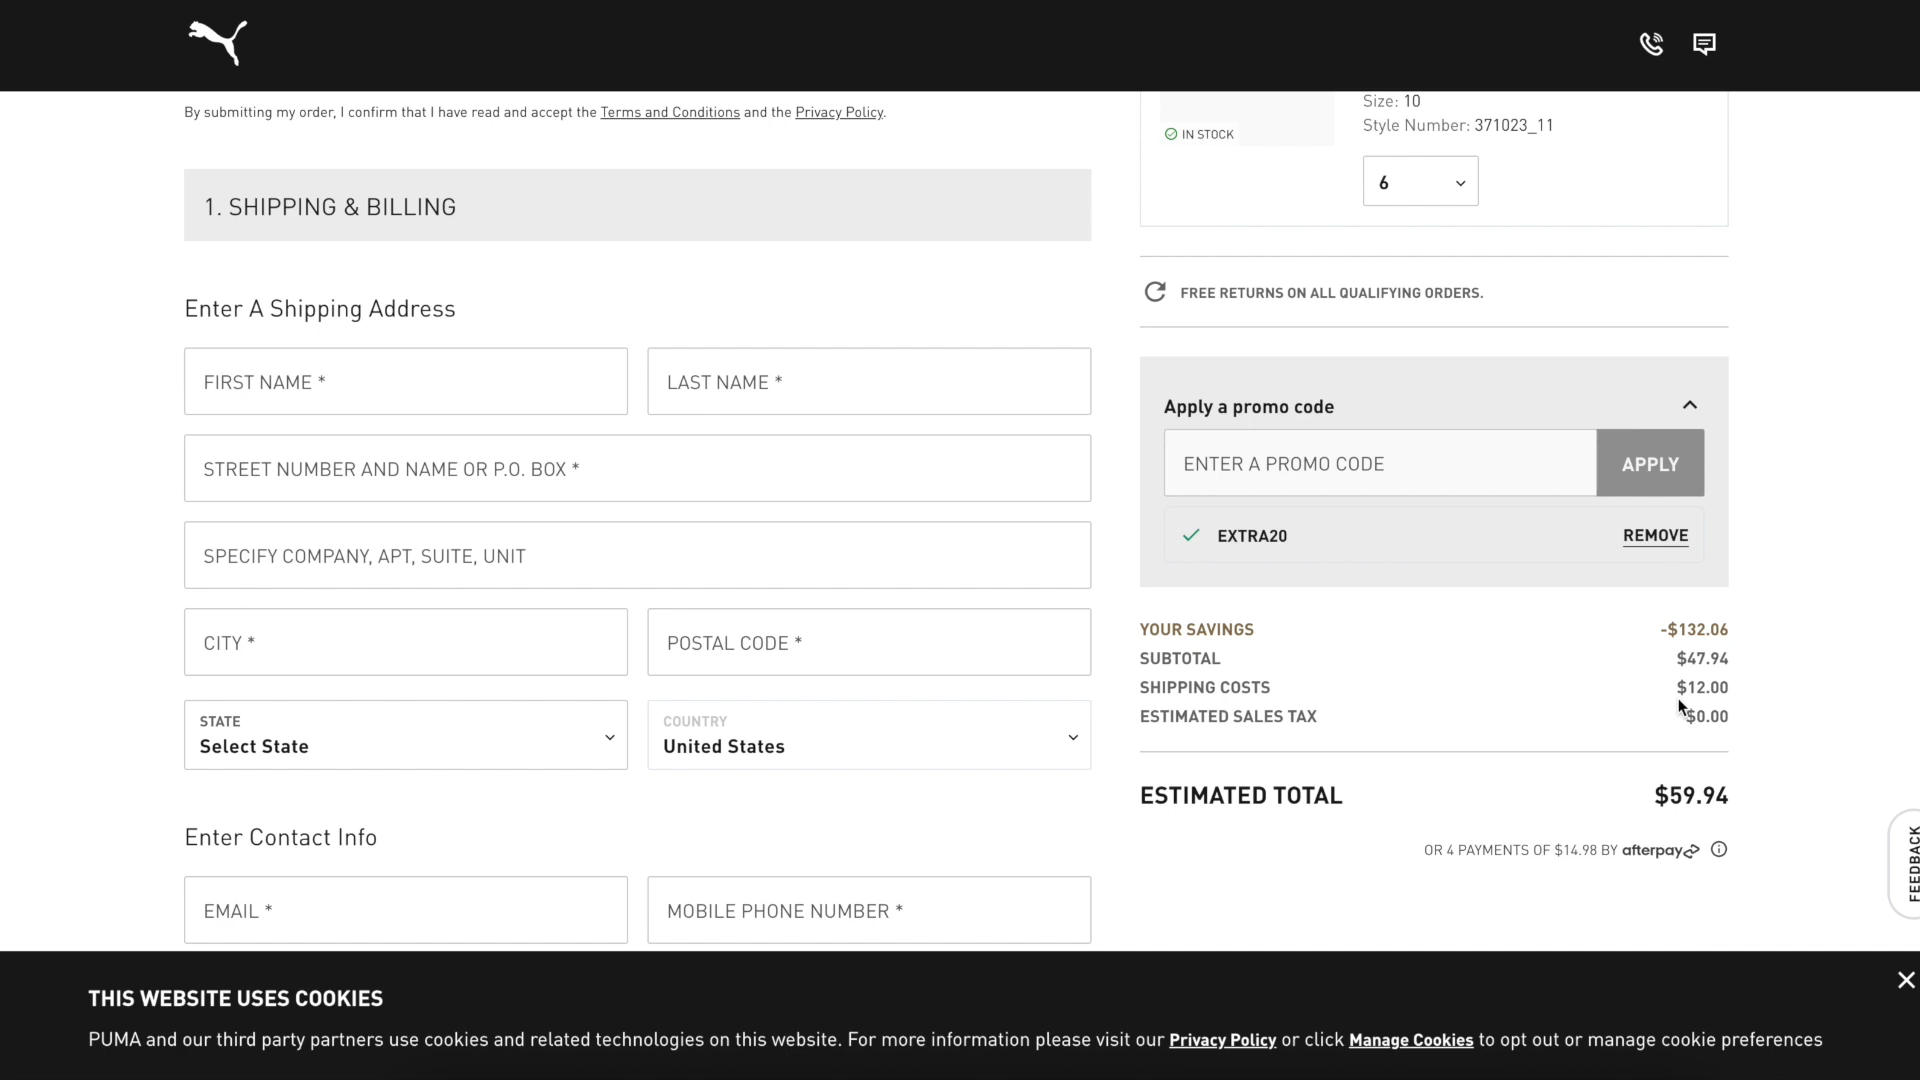 By submitting my order, I confirm that I have read and accept the Terms and Conditions and the Privacy Policy.
1. SHIPPING & BILLING
Enter A Shipping Address
FIRST NAME *
LAST NAME *
STREET NUMBER AND NAME OR P.O. BOX *
SPECIFY COMPANY, APT, SUITE, UNIT
CITY *
POSTAL CODE *
STATE
Select State
COUNTRY
United States
Enter Contact Info
EMAIL *
MOBILE PHONE NUMBER *
Size: 10
Style Number: 371023_11
IN STOCK
6
FREE RETURNS ON ALL QUALIFYING ORDERS.
Apply a promo code
ENTER A PROMO CODE
APPLY
EXTRA20
REMOVE
YOUR SAVINGS -$132.06
SUBTOTAL $47.94
SHIPPING COSTS $12.00
ESTIMATED SALES TAX $0.00
ESTIMATED TOTAL $59.94
OR 4 PAYMENTS OF $14.98 BY afterpay
FEEDBACK
THIS WEBSITE USES COOKIES
PUMA and our third party partners use cookies and related technologies on this website. For more information please visit our Privacy Policy or click Manage Cookies to opt out or manage cookie preferences